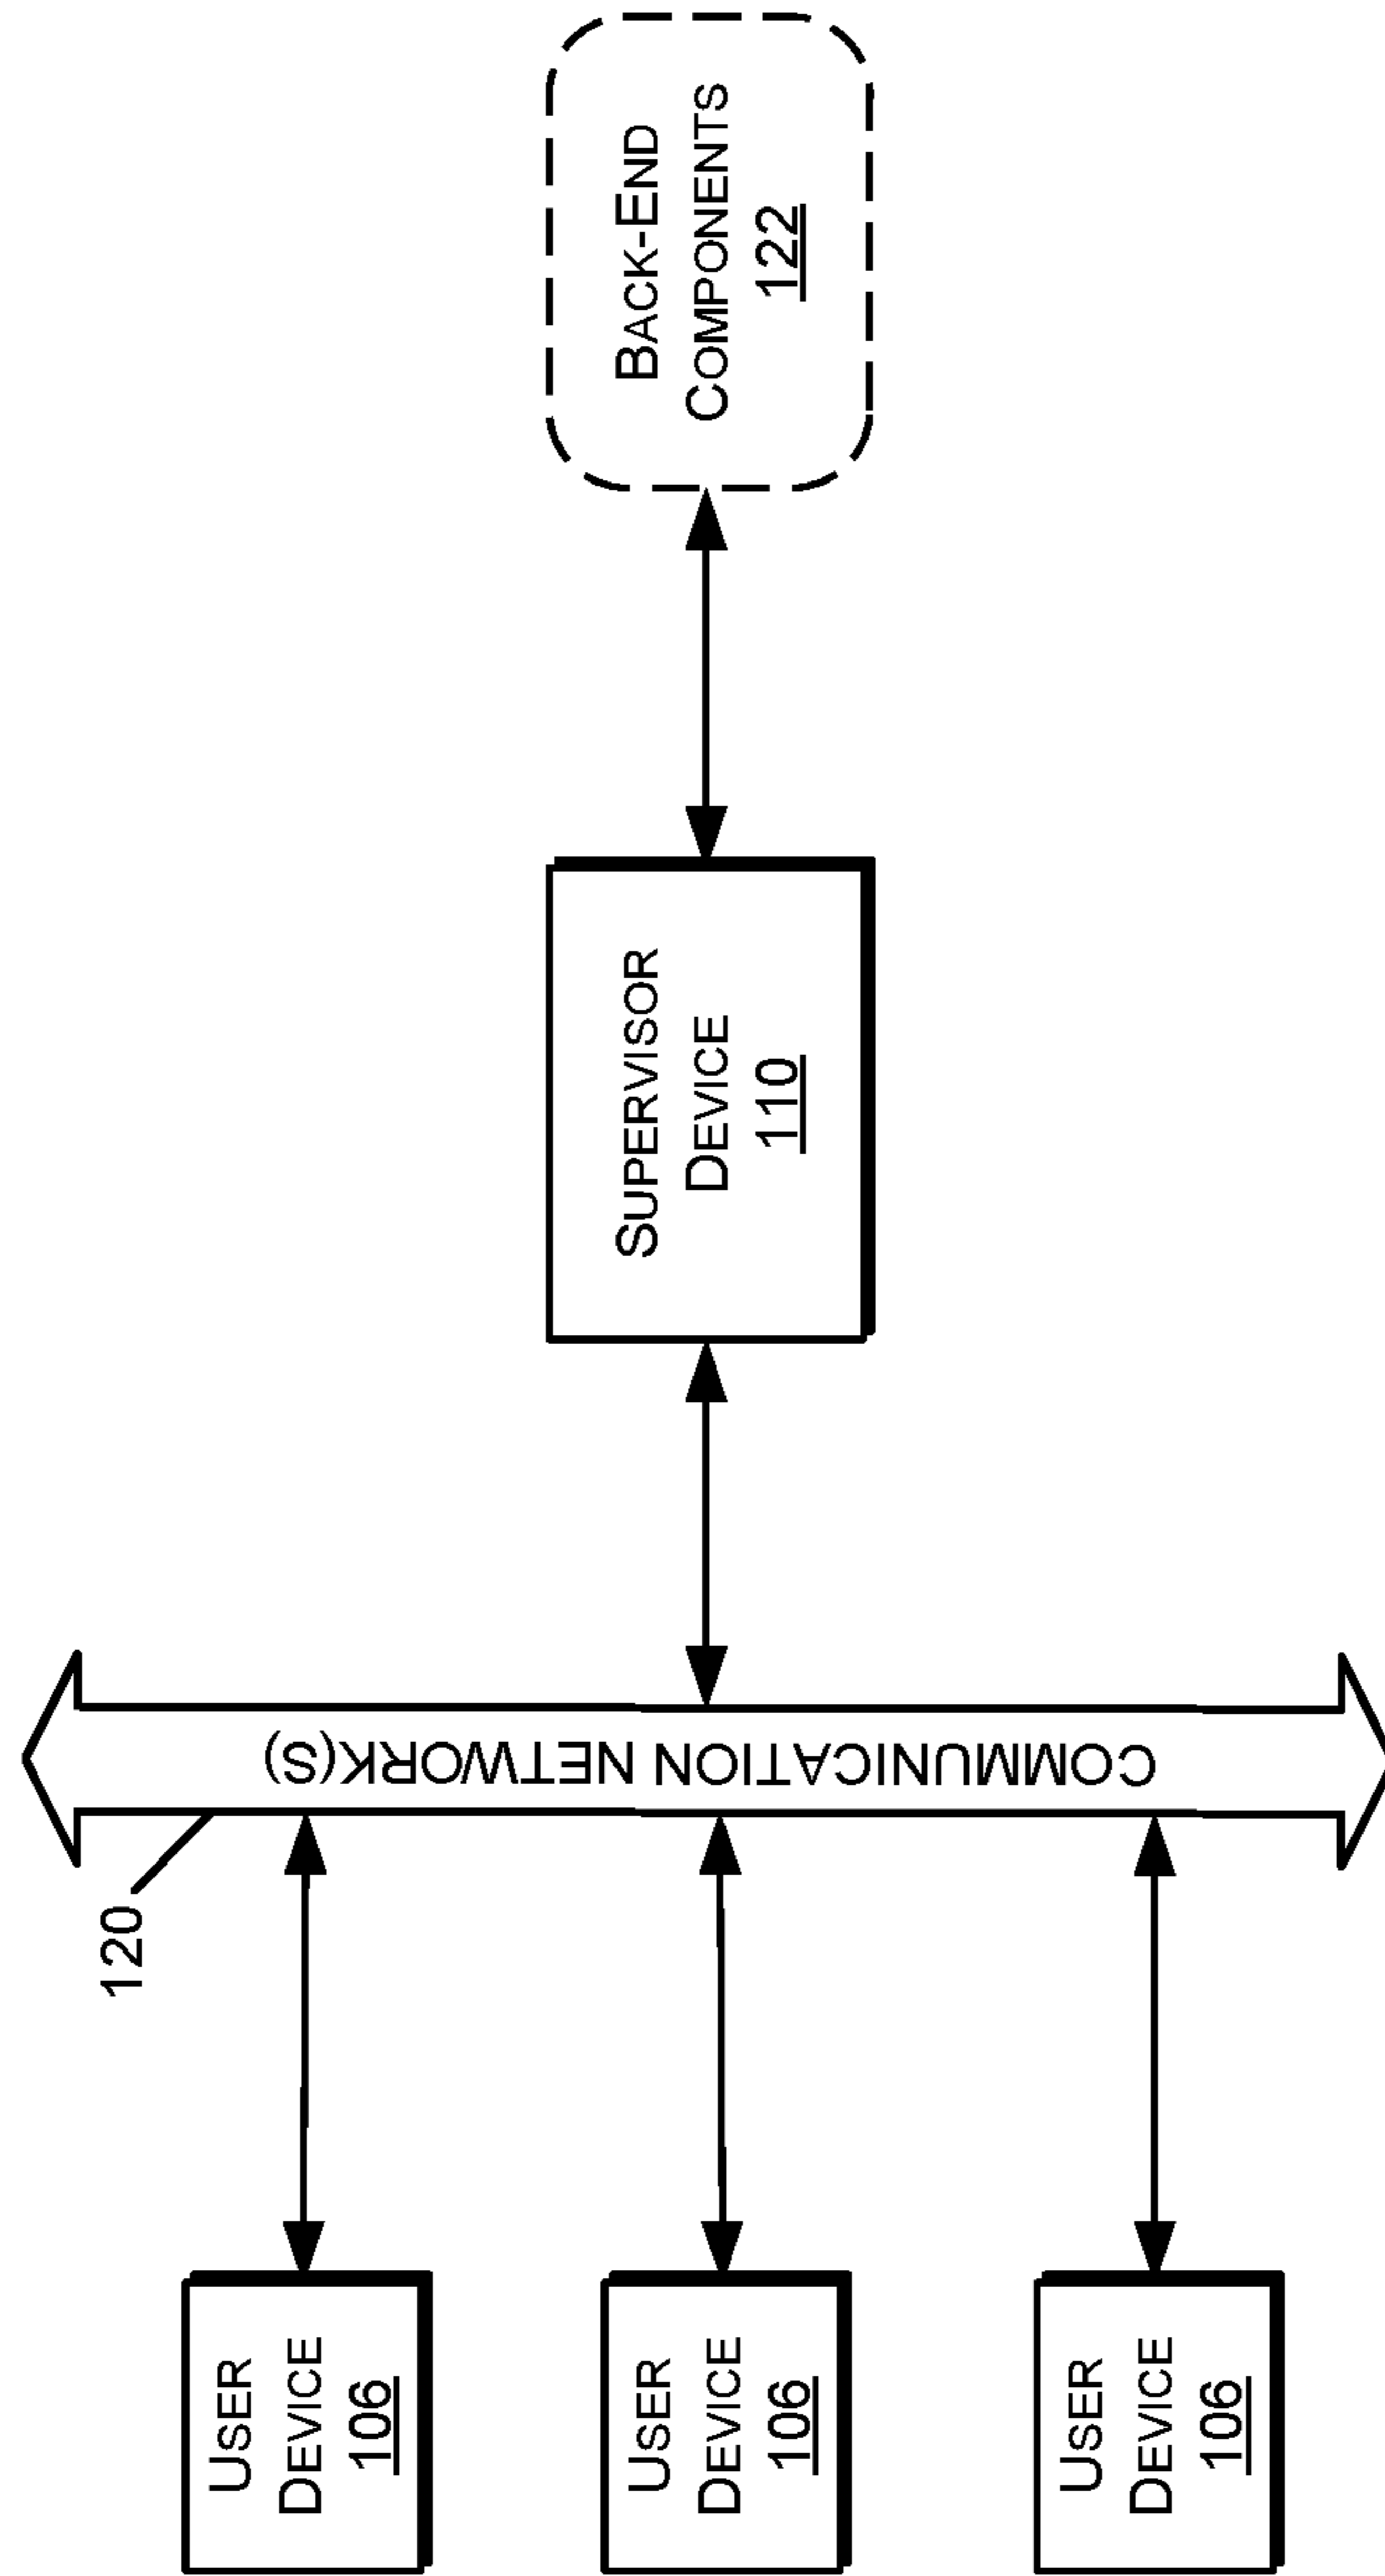 USER
DEVICE
106
USER
DEVICE
106
USER
DEVICE
106
120
COMMUNICATION NETWORK(S)
SUPERVISOR
DEVICE
110
BACK-END
COMPONENTS
122